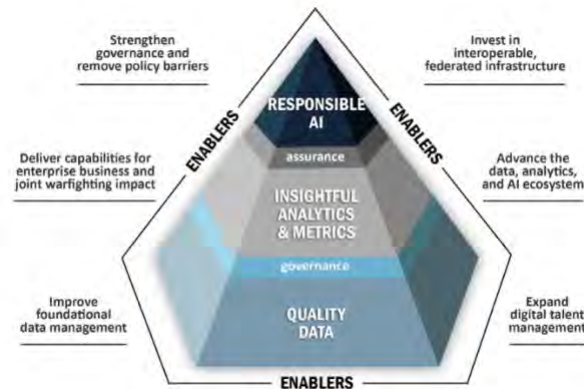 Strengthen
governance and
remove policy barriers
Invest in
interoperable,
federated infrastructure
ENABLERS
ENABLERS
RESPONSIBLE
AI
assurance
Deliver capabilities for
enterprise business and
joint warfighting impact
Advance the
data, analytics,
and AI ecosystem
INSIGHTFUL
ANALYTICS
& METRICS
governance
Improve
foundational
data management
Expand
digital talent
management
QUALITY
DATA
ENABLERS